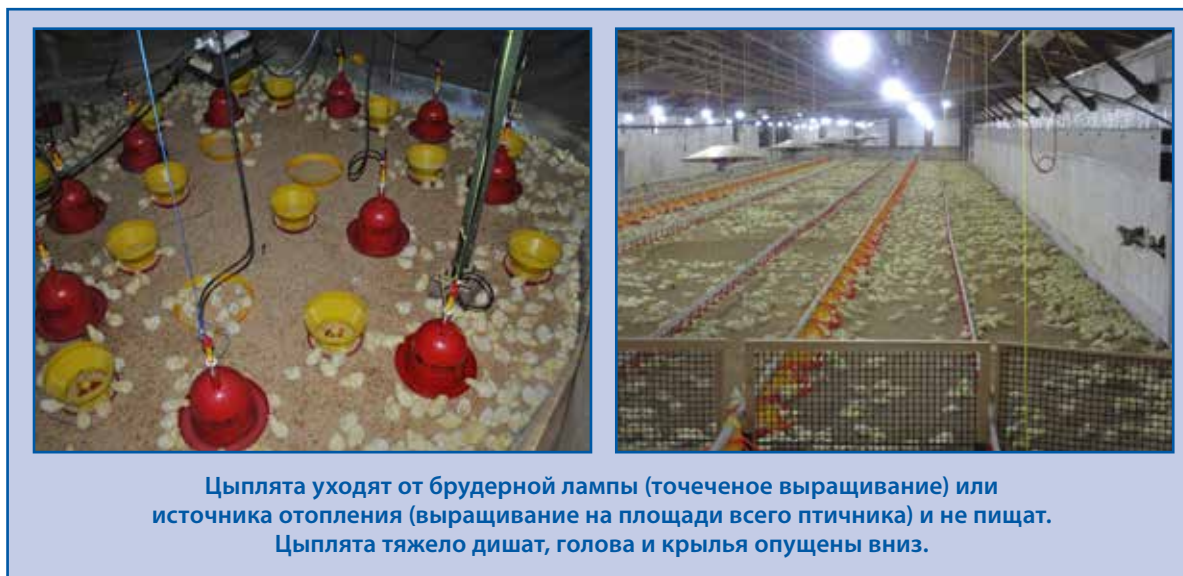 Цыплята уходят от брудерной лампы (точеченое выращивание) или
источника отопления (выращивание на площади всего птичника) и не пищат.
Цыплята тяжело дишат, голова и крылья опущены вниз.